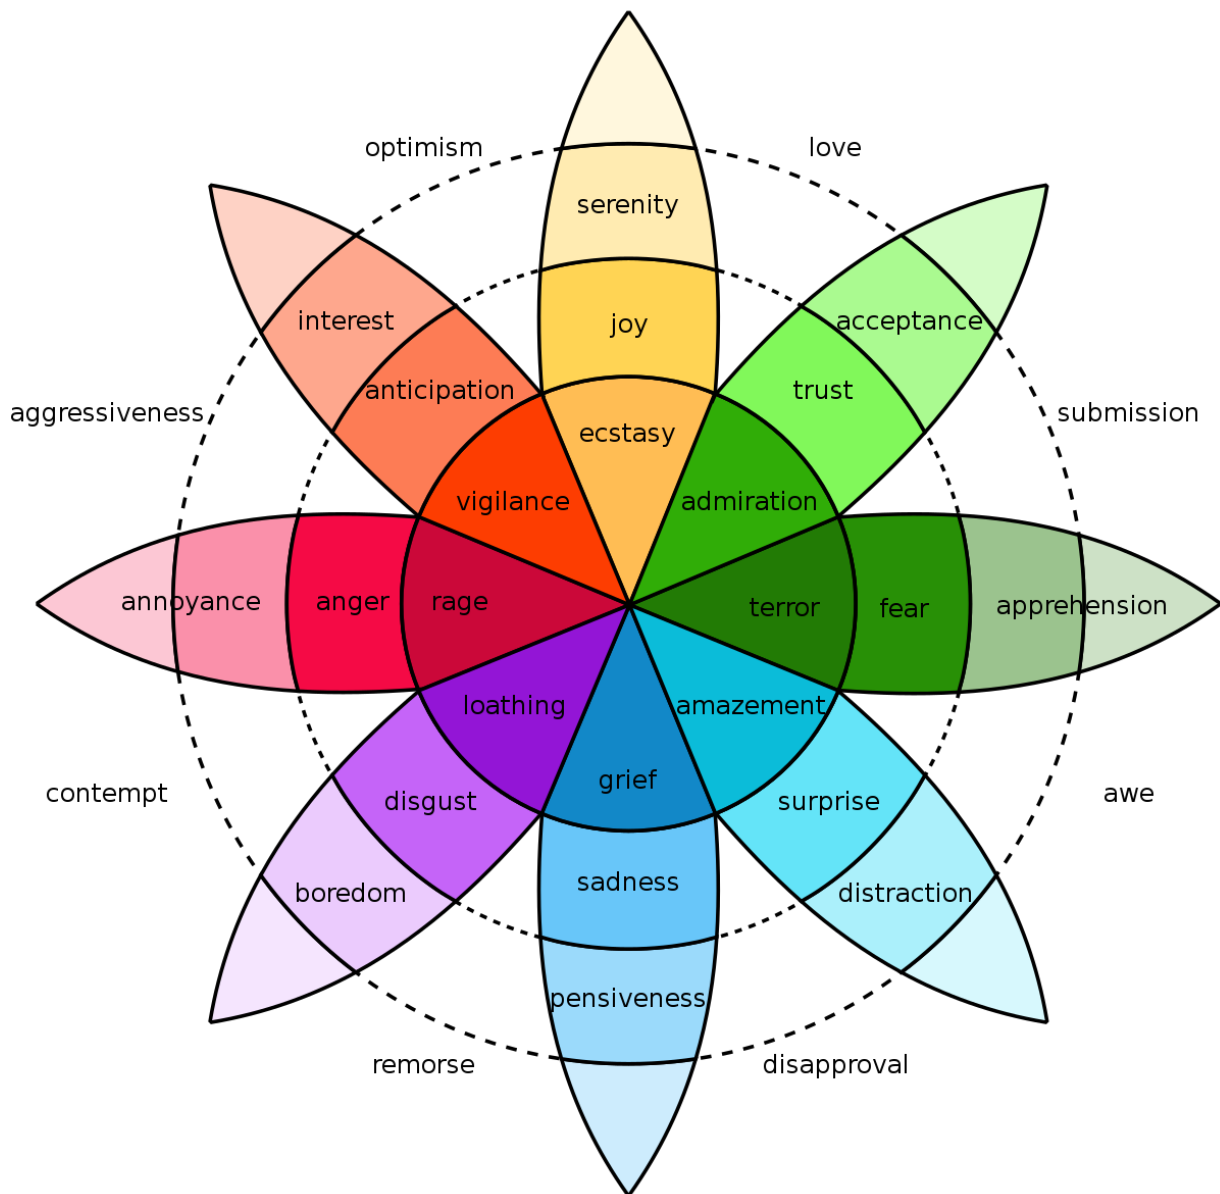 optimism
love
serenity
interest
joy
acceptance
anticipation
trust
aggressiveness
submission
ecstasy
vigilance
admiration
annoyance
anger
rage
terror
fear
apprehension
loathing
amazement
grief
contempt
awe
disgust
surprise
sadness
boredom
distraction
pensiveness
remorse
disapproval